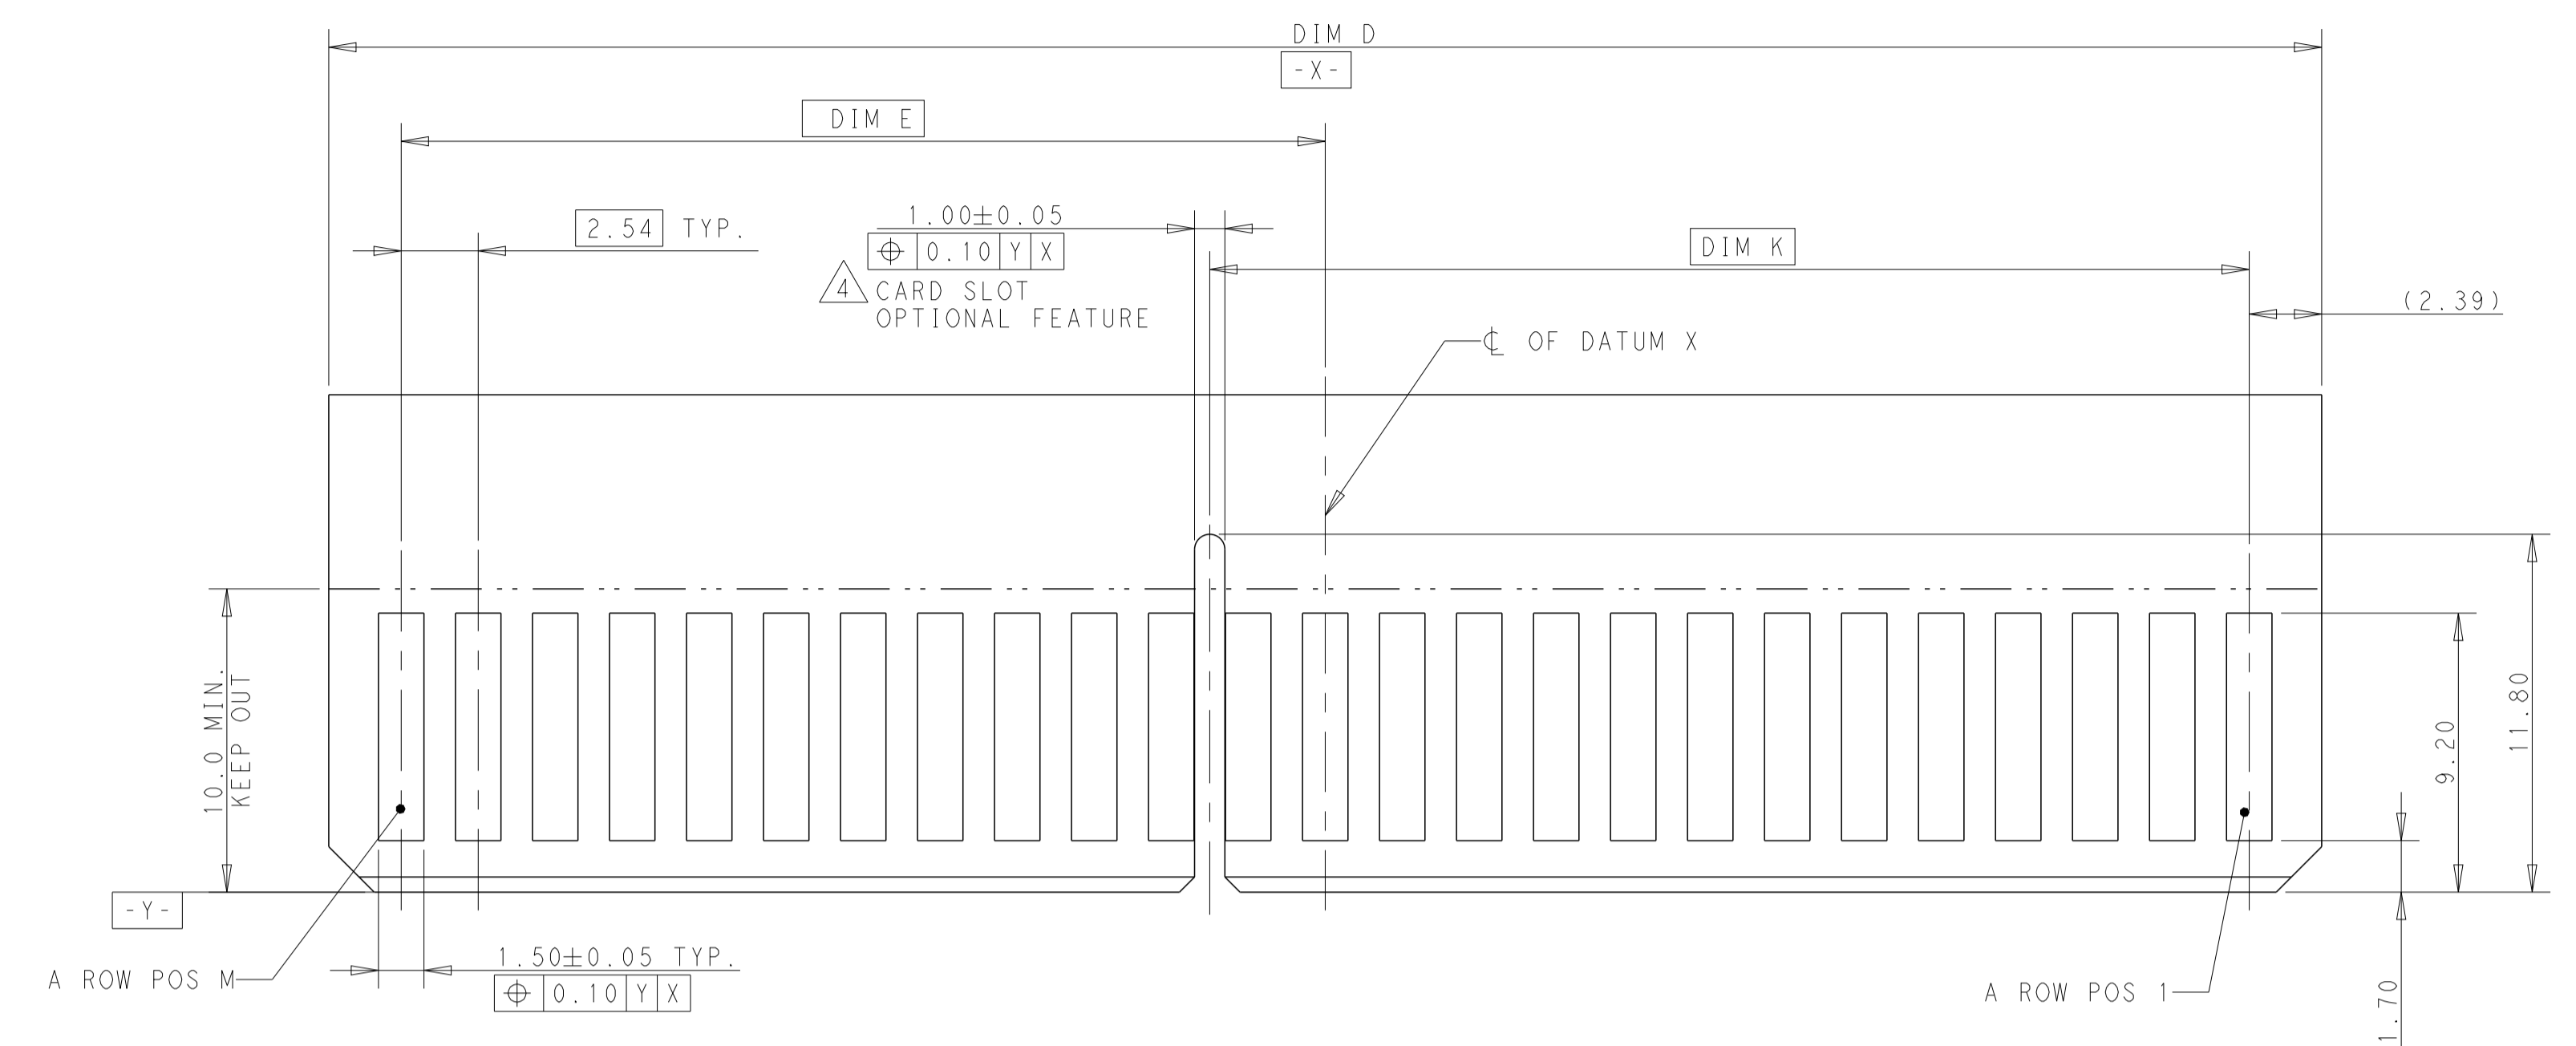 DIM D
-X-
DIM E
2.54 TYP.
1.00±0.05
⌖ 0.10 Y X
4 CARD SLOT
OPTIONAL FEATURE
DIM K
(2.39)
℄ OF DATUM X
10.0 MIN.
KEEP OUT
9.20
11.80
-Y-
1.50±0.05 TYP.
⌖ 0.10 Y X
A ROW POS M
A ROW POS 1
1.70